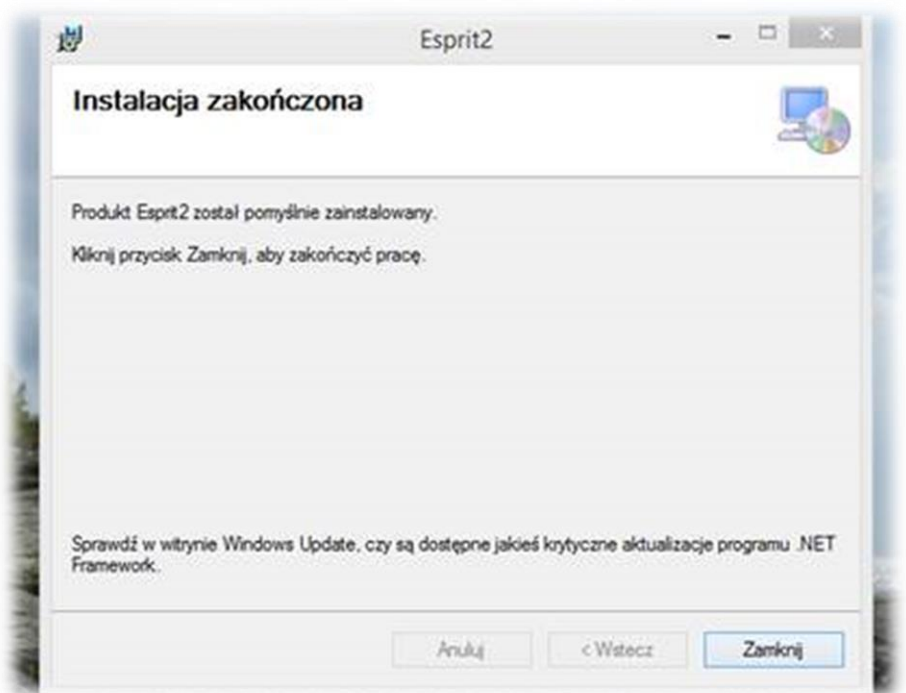 Esprit2
Instalacja zakończona
Produkt Esprit2 został pomyślnie zainstalowany.
Kliknij przycisk Zamknij, aby zakończyć pracę.
Sprawdź w witrynie Windows Update, czy są dostępne jakieś krytyczne aktualizacje programu .NET
Framework.
Anuluj
< Wstecz
Zamknij